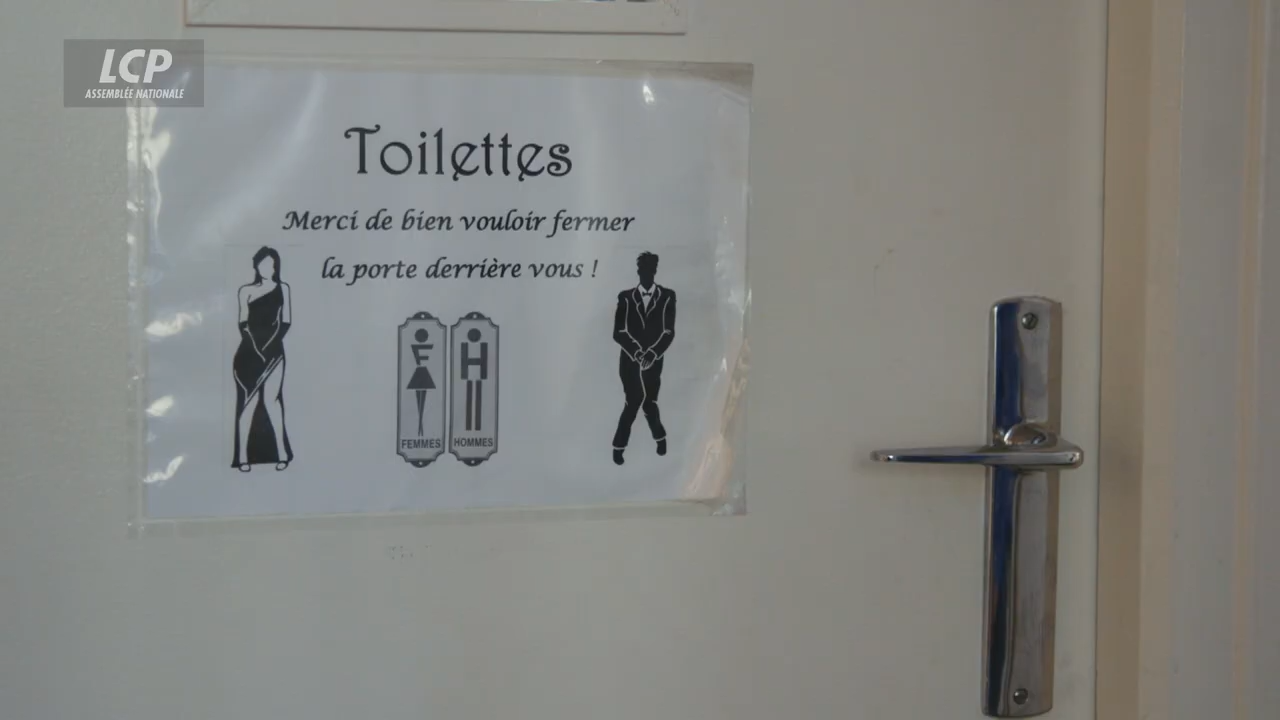 LCP
ASSEMBLÉE NATIONALE
Toilettes
Merci de bien vouloir fermer
la porte derrière vous !
F H
FEMMES HOMMES